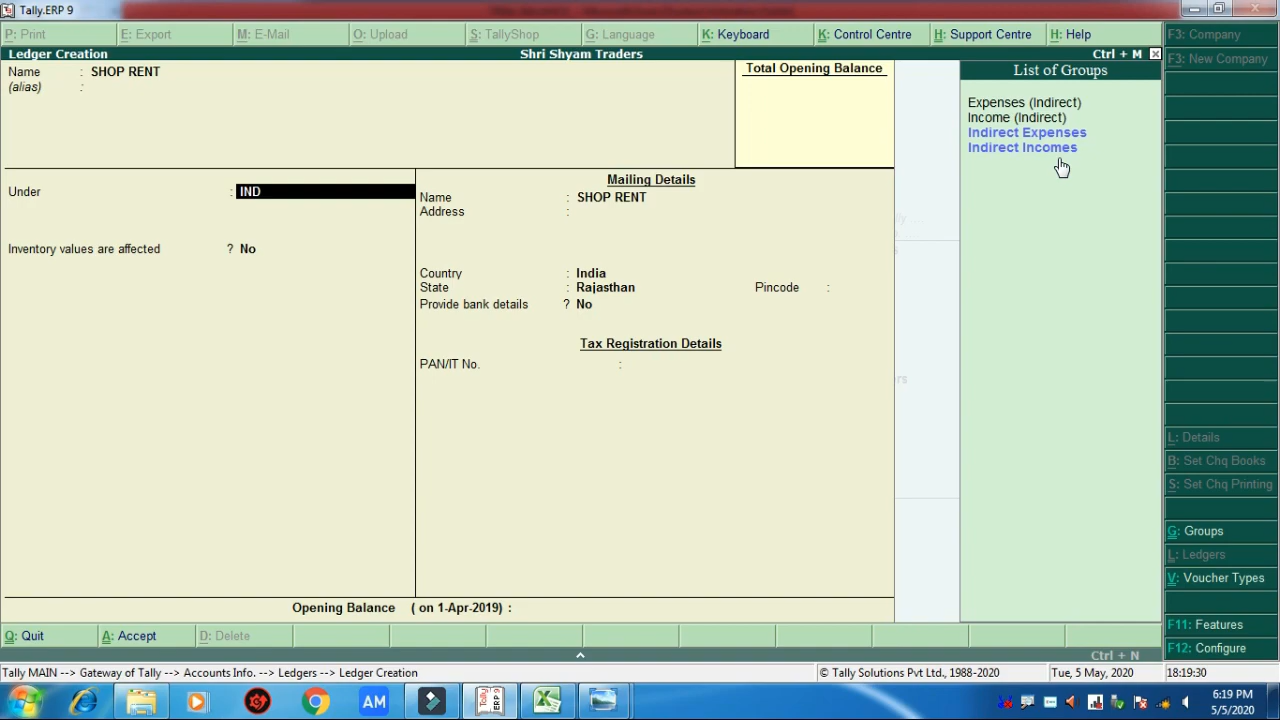 Tally.ERP 9
P: Print
E: Export
M: E-Mail
O: Upload
S: TallyShop
G: Language
K: Keyboard
K: Control Centre
H: Support Centre
H: Help
F3: Company
Ledger Creation
Shri Shyam Traders
Ctrl + M
F3: New Company
Name : SHOP RENT
(alias) :
Total Opening Balance
List of Groups
Expenses (Indirect)
Income (Indirect)
Indirect Expenses
Indirect Incomes
Under : IND
Inventory values are affected ? No
Mailing Details
Name : SHOP RENT
Address :
Country : India
State : Rajasthan
Pincode :
Provide bank details ? No
Tax Registration Details
PAN/IT No. :
L: Details
B: Set Chq Books
S: Set Chq Printing
G: Groups
L: Ledgers
V: Voucher Types
F11: Features
F12: Configure
Opening Balance ( on 1-Apr-2019) :
Q: Quit
A: Accept
D: Delete
Ctrl + N
Tally MAIN --> Gateway of Tally --> Accounts Info. --> Ledgers --> Ledger Creation
© Tally Solutions Pvt Ltd., 1988-2020
Tue, 5 May, 2020
18:19:30
AM
Tally
ERP 9
6:19 PM
5/5/2020